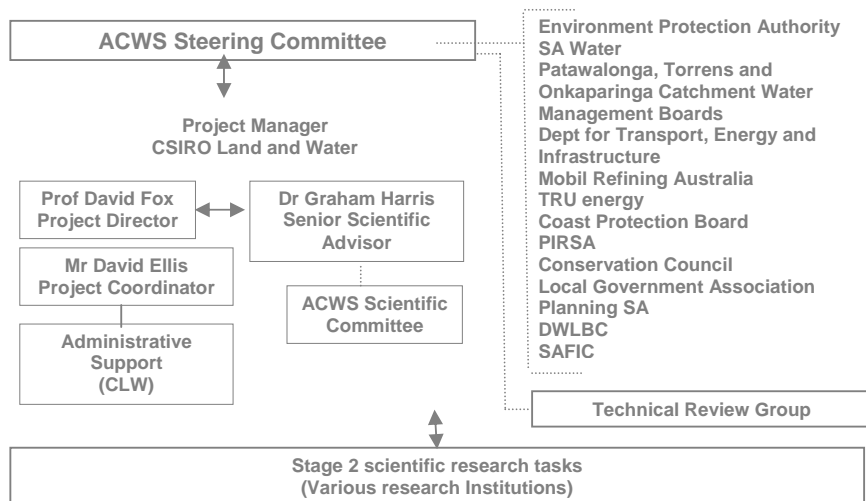 ACWS Steering Committee
Environment Protection Authority
SA Water
Patawalonga, Torrens and
Onkaparinga Catchment Water
Management Boards
Dept for Transport, Energy and
Infrastructure
Mobil Refining Australia
TRU energy
Coast Protection Board
PIRSA
Conservation Council
Local Government Association
Planning SA
DWLBC
SAFIC
Project Manager
CSIRO Land and Water
Prof David Fox
Project Director
Dr Graham Harris
Senior Scientific
Advisor
Mr David Ellis
Project Coordinator
ACWS Scientific
Committee
Administrative
Support
(CLW)
Technical Review Group
Stage 2 scientific research tasks
(Various research Institutions)